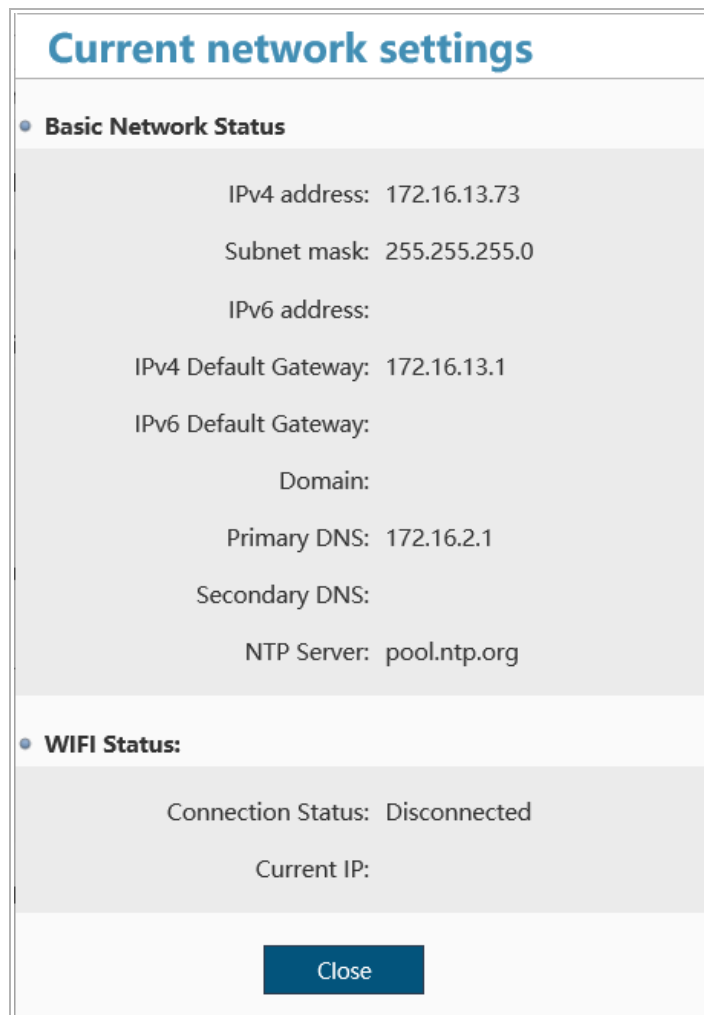 Current network settings
Basic Network Status
IPv4 address: 172.16.13.73
Subnet mask: 255.255.255.0
IPv6 address:
IPv4 Default Gateway: 172.16.13.1
IPv6 Default Gateway:
Domain:
Primary DNS: 172.16.2.1
Secondary DNS:
NTP Server: pool.ntp.org
WIFI Status:
Connection Status: Disconnected
Current IP:
Close